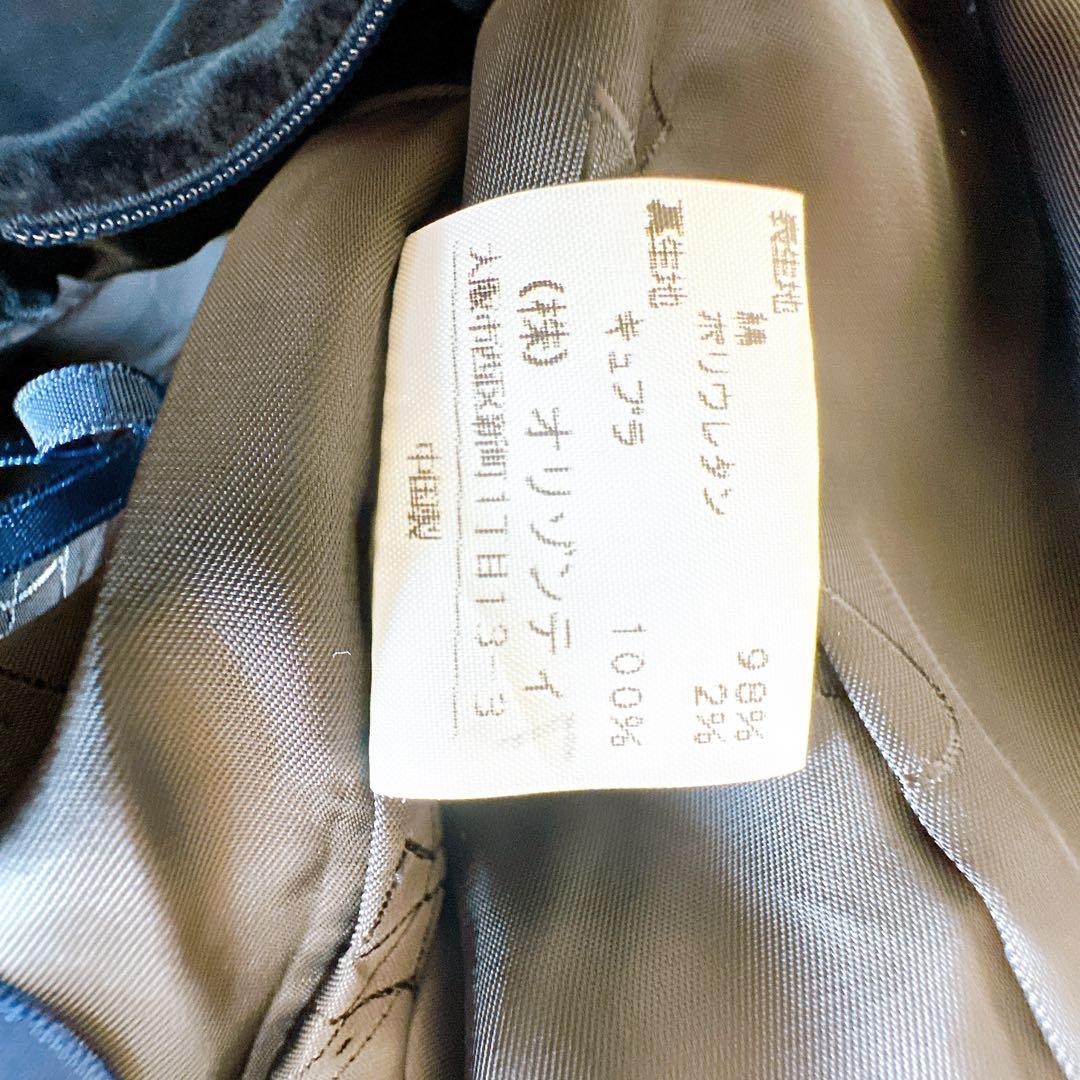 表生地
綿 98%
ポリウレタン 2%
裏生地
キュプラ 100%
(株) オリゾンティ
大阪市西区新町1丁目13-3
中国製